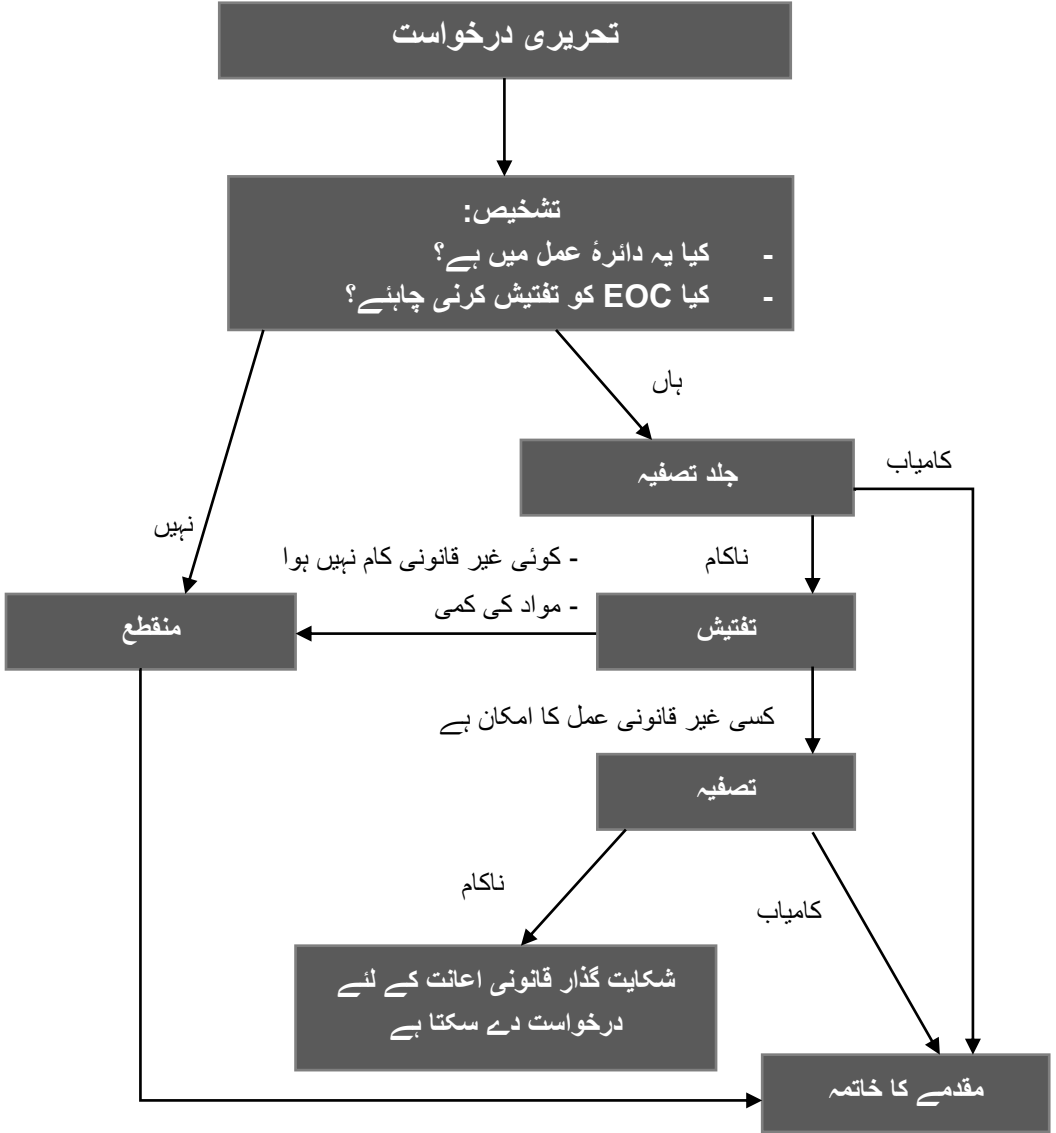 تحریری درخواست
تشخیص:
- کیا یہ دائرۂ عمل میں ہے؟
- کیا EOC کو تفتیش کرنی چاہئے؟
ہاں
جلد تصفیہ
کامیاب
نہیں
ناکام
- کوئی غیر قانونی کام نہیں ہوا
- مواد کی کمی
تفتیش
منقطع
کسی غیر قانونی عمل کا امکان ہے
تصفیہ
ناکام
کامیاب
شکایت گذار قانونی اعانت کے لئے
درخواست دے سکتا ہے
مقدمے کا خاتمہ